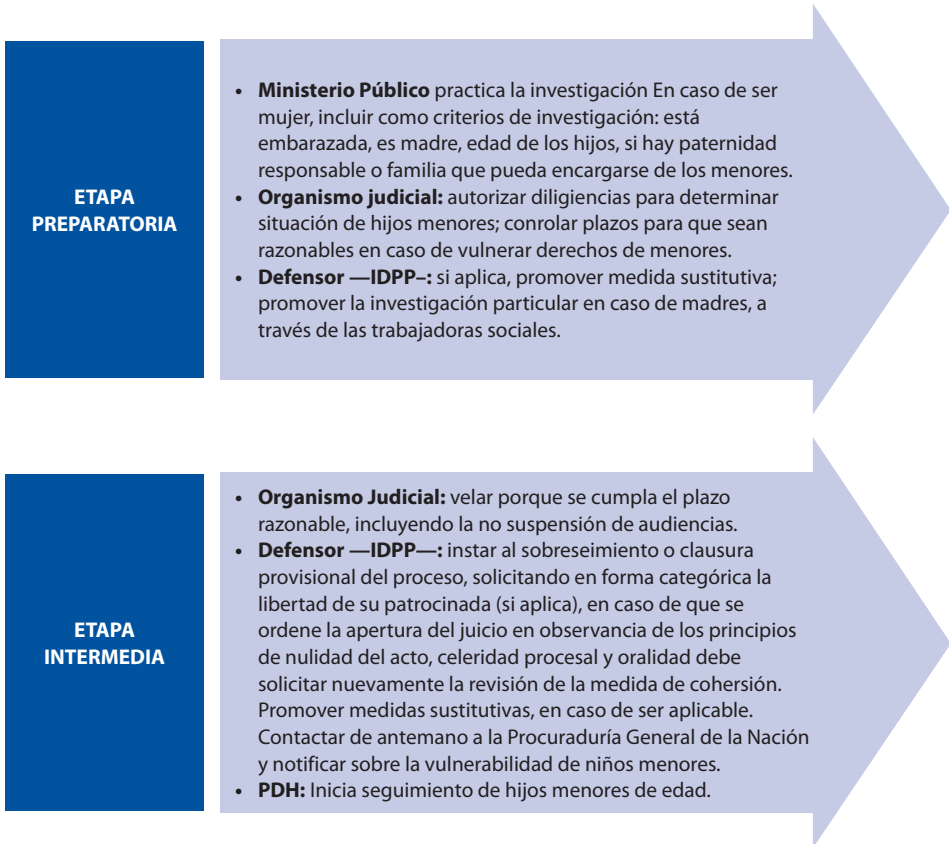 ETAPA
PREPARATORIA
• Ministerio Público practica la investigación En caso de ser
mujer, incluir como criterios de investigación: está
embarazada, es madre, edad de los hijos, si hay paternidad
responsable o familia que pueda encargarse de los menores.
• Organismo judicial: autorizar diligiencias para determinar
situación de hijos menores; conrolar plazos para que sean
razonables en caso de vulnerar derechos de menores.
• Defensor —IDPP–: si aplica, promover medida sustitutiva;
promover la investigación particular en caso de madres, a
través de las trabajadoras sociales.
ETAPA
INTERMEDIA
• Organismo Judicial: velar porque se cumpla el plazo
razonable, incluyendo la no suspensión de audiencias.
• Defensor —IDPP—: instar al sobreseimiento o clausura
provisional del proceso, solicitando en forma categórica la
libertad de su patrocinada (si aplica), en caso de que se
ordene la apertura del juicio en observancia de los principios
de nulidad del acto, celeridad procesal y oralidad debe
solicitar nuevamente la revisión de la medida de cohersión.
Promover medidas sustitutivas, en caso de ser aplicable.
Contactar de antemano a la Procuraduría General de la Nación
y notificar sobre la vulnerabilidad de niños menores.
• PDH: Inicia seguimiento de hijos menores de edad.